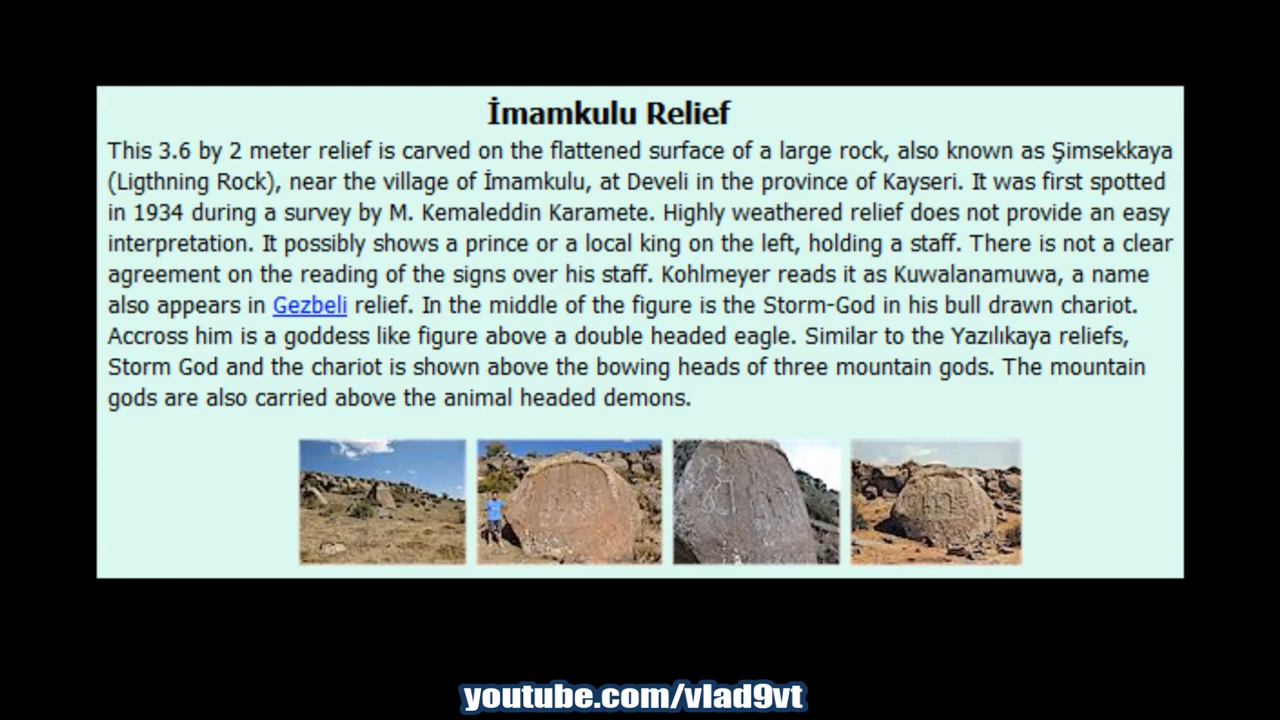 İmamkulu Relief
This 3.6 by 2 meter relief is carved on the flattened surface of a large rock, also known as Şimsekkaya
(Ligthning Rock), near the village of İmamkulu, at Develi in the province of Kayseri. It was first spotted
in 1934 during a survey by M. Kemaleddin Karamete. Highly weathered relief does not provide an easy
interpretation. It possibly shows a prince or a local king on the left, holding a staff. There is not a clear
agreement on the reading of the signs over his staff. Kohlmeyer reads it as Kuwalanamuwa, a name
also appears in Gezbeli relief. In the middle of the figure is the Storm-God in his bull drawn chariot.
Accross him is a goddess like figure above a double headed eagle. Similar to the Yazılıkaya reliefs,
Storm God and the chariot is shown above the bowing heads of three mountain gods. The mountain
gods are also carried above the animal headed demons.
youtube.com/vlad9vt